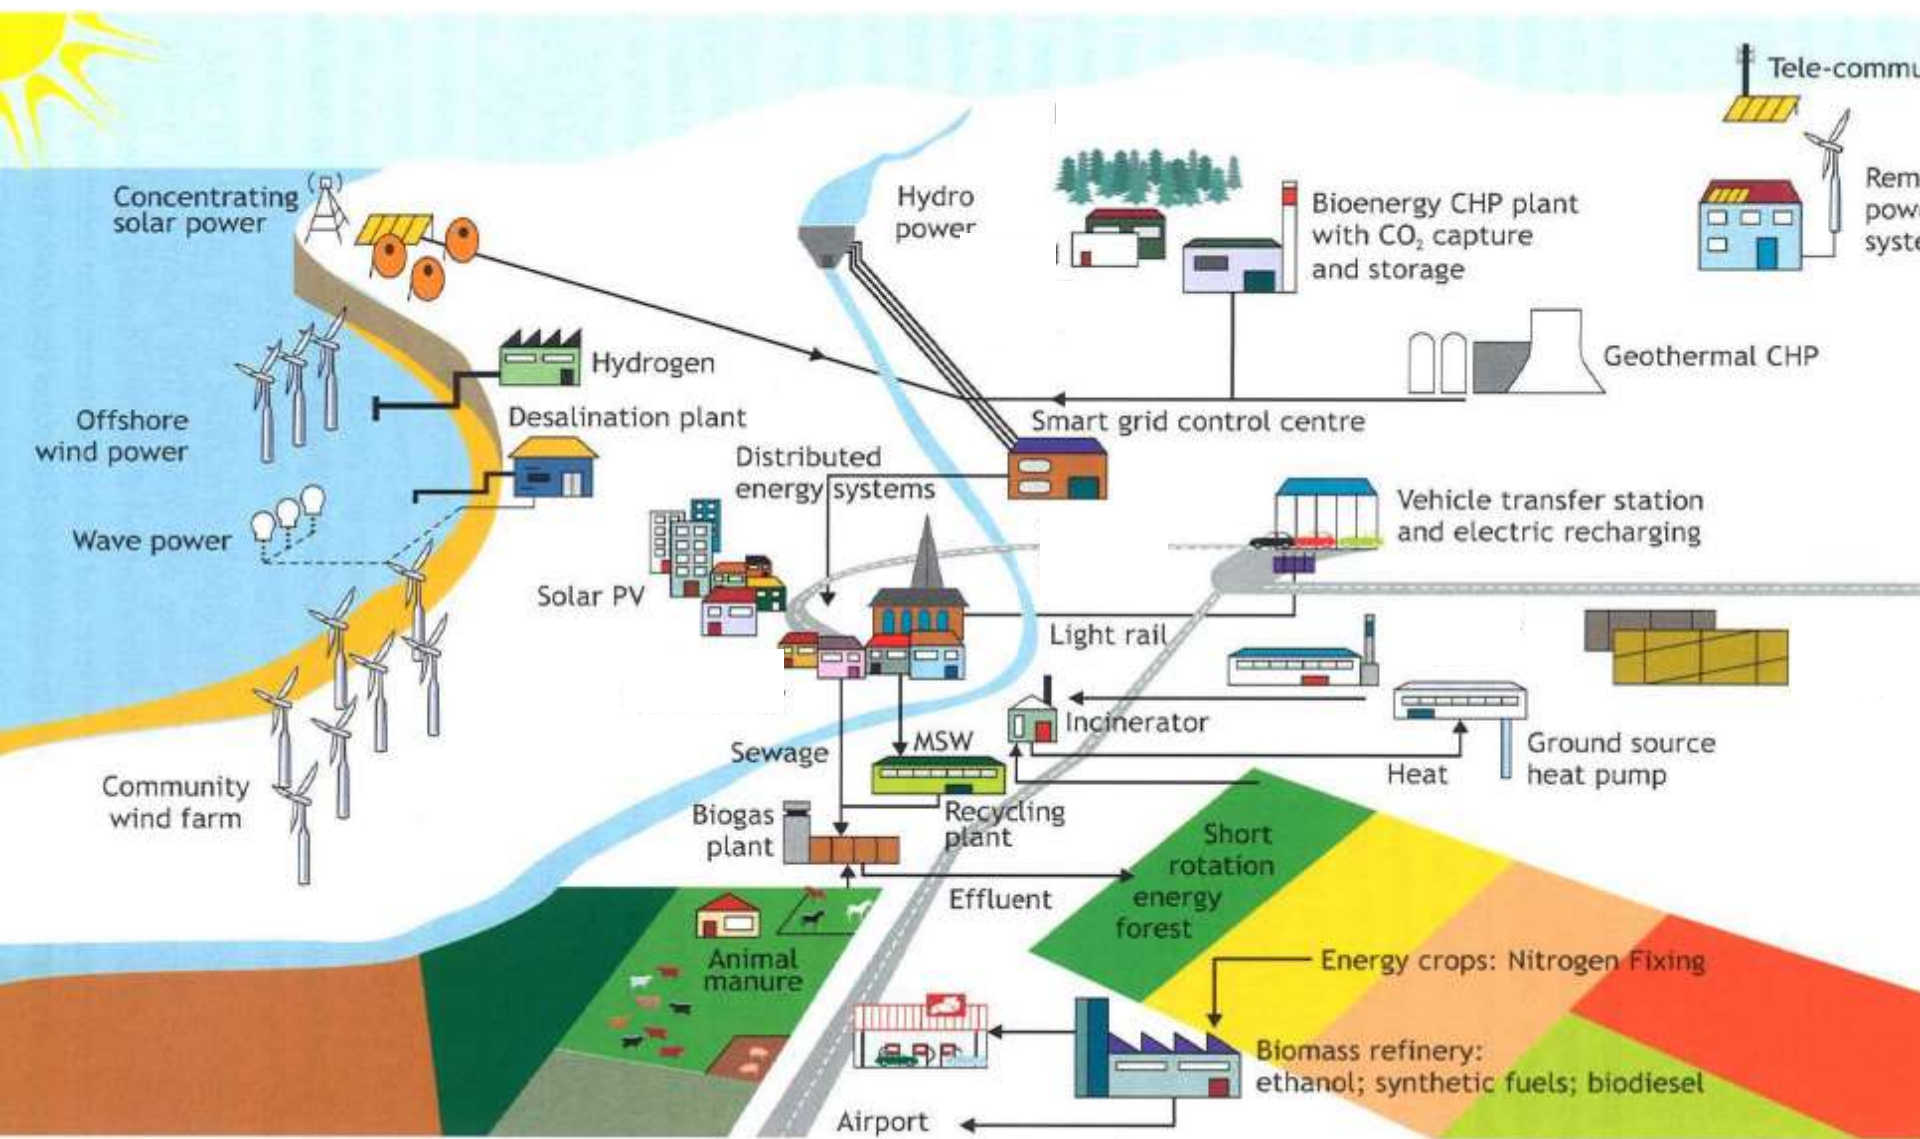 Tele-commu
Concentrating
solar power
Hydro
power
Bioenergy CHP plant
with CO₂ capture
and storage
Rem
powe
syste
Hydrogen
Geothermal CHP
Offshore
wind power
Desalination plant
Smart grid control centre
Distributed
energy systems
Vehicle transfer station
and electric recharging
Wave power
Solar PV
Light rail
Incinerator
Sewage
MSW
Ground source
heat pump
Heat
Community
wind farm
Biogas
plant
Recycling
plant
Short
rotation
energy
forest
Effluent
Animal
manure
Energy crops: Nitrogen Fixing
Biomass refinery:
ethanol; synthetic fuels; biodiesel
Airport